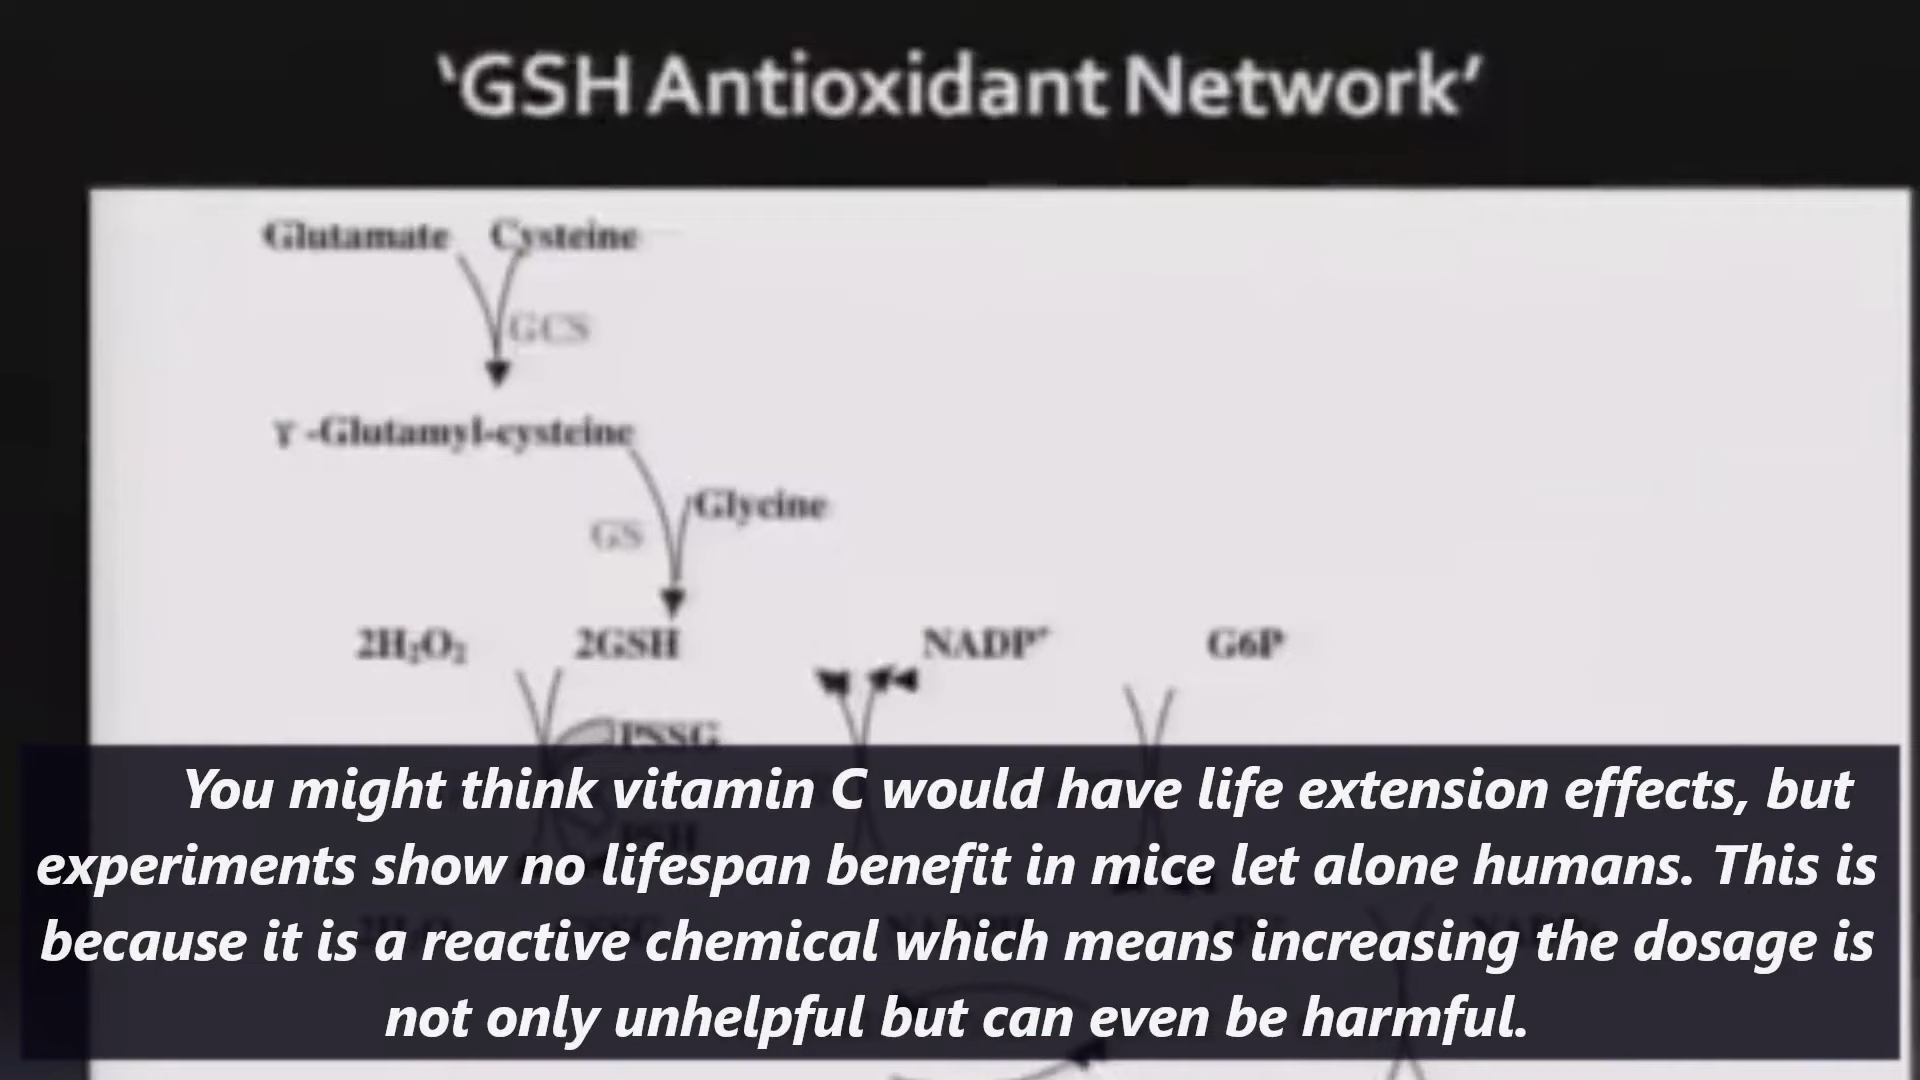 ‘GSH Antioxidant Network’
Glutamate Cysteine
GCS
γ -Glutamyl-cysteine
Glycine
GS
2H₂O₂ 2GSH NADP⁺ G6P
PSSG
PSH
You might think vitamin C would have life extension effects, but
experiments show no lifespan benefit in mice let alone humans. This is
because it is a reactive chemical which means increasing the dosage is
not only unhelpful but can even be harmful.